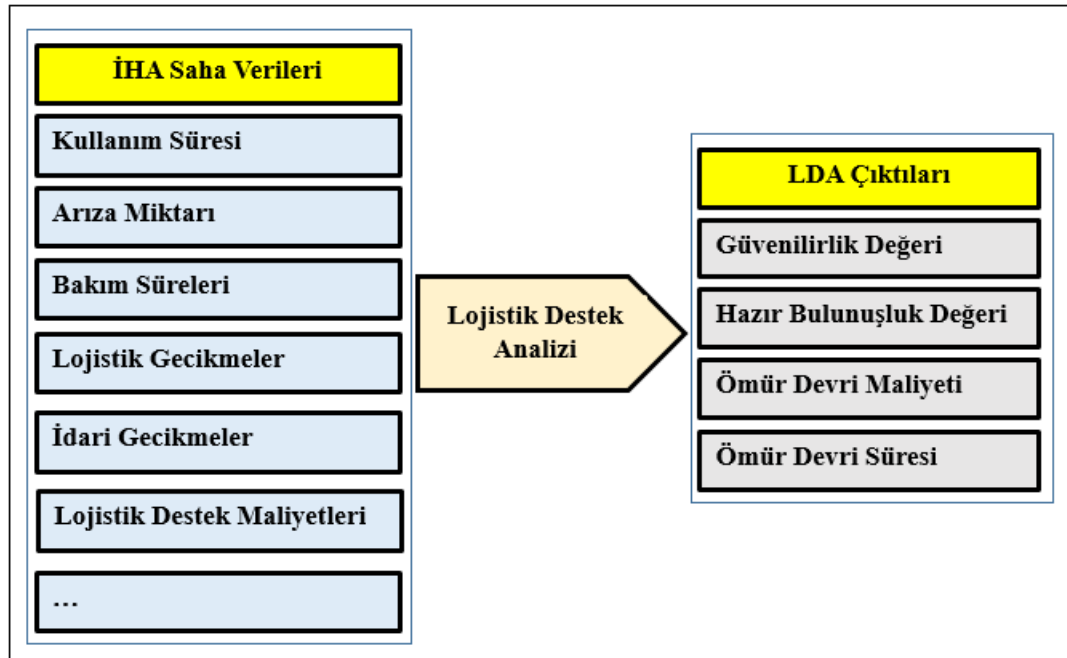 İHA Saha Verileri
Kullanım Süresi
Arıza Miktarı
Bakım Süreleri
Lojistik Gecikmeler
İdari Gecikmeler
Lojistik Destek Maliyetleri
…
Lojistik Destek
Analizi
LDA Çıktıları
Güvenilirlik Değeri
Hazır Bulunuşluk Değeri
Ömür Devri Maliyeti
Ömür Devri Süresi